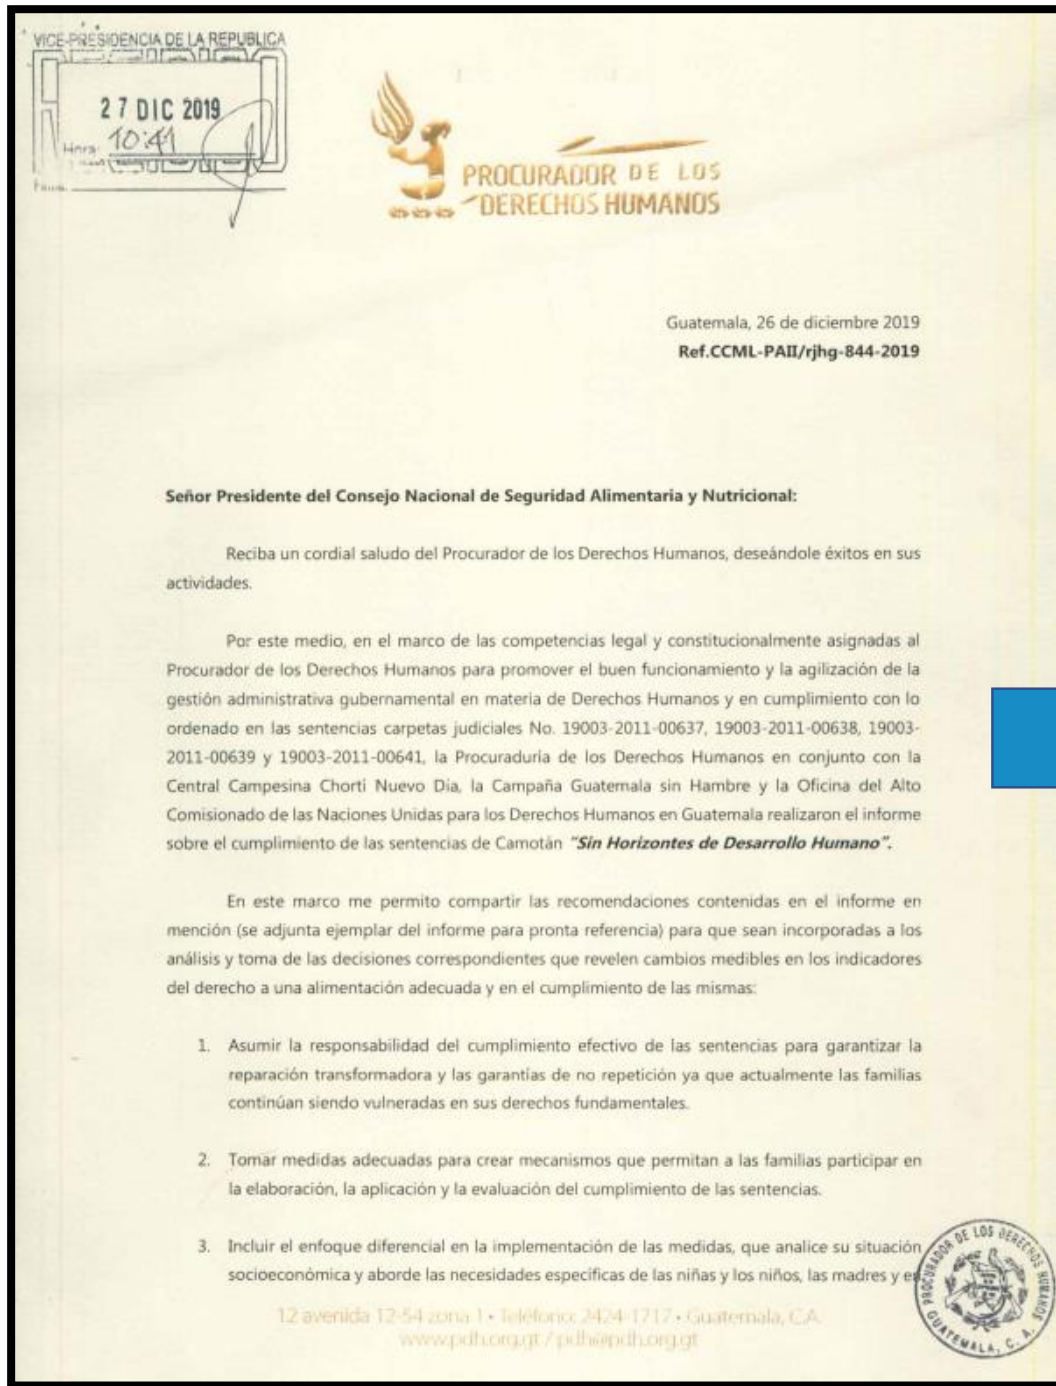 VICE-PRESIDENCIA DE LA REPUBLICA
27 DIC 2019
Hora: 10:41
PROCURADOR DE LOS
DERECHOS HUMANOS
Guatemala, 26 de diciembre 2019
Ref.CCML-PAII/rjhg-844-2019
Señor Presidente del Consejo Nacional de Seguridad Alimentaria y Nutricional:
Reciba un cordial saludo del Procurador de los Derechos Humanos, deseándole éxitos en sus
actividades.
Por este medio, en el marco de las competencias legal y constitucionalmente asignadas al
Procurador de los Derechos Humanos para promover el buen funcionamiento y la agilización de la
gestión administrativa gubernamental en materia de Derechos Humanos y en cumplimiento con lo
ordenado en las sentencias carpetas judiciales No. 19003-2011-00637, 19003-2011-00638, 19003-
2011-00639 y 19003-2011-00641, la Procuraduría de los Derechos Humanos en conjunto con la
Central Campesina Chortí Nuevo Día, la Campaña Guatemala sin Hambre y la Oficina del Alto
Comisionado de las Naciones Unidas para los Derechos Humanos en Guatemala realizaron el informe
sobre el cumplimiento de las sentencias de Camotán "Sin Horizontes de Desarrollo Humano".
En este marco me permito compartir las recomendaciones contenidas en el informe en
mención (se adjunta ejemplar del informe para pronta referencia) para que sean incorporadas a los
análisis y toma de las decisiones correspondientes que revelen cambios medibles en los indicadores
del derecho a una alimentación adecuada y en el cumplimiento de las mismas:
1. Asumir la responsabilidad del cumplimiento efectivo de las sentencias para garantizar la
reparación transformadora y las garantías de no repetición ya que actualmente las familias
continúan siendo vulneradas en sus derechos fundamentales.
2. Tomar medidas adecuadas para crear mecanismos que permitan a las familias participar en
la elaboración, la aplicación y la evaluación del cumplimiento de las sentencias.
3. Incluir el enfoque diferencial en la implementación de las medidas, que analice su situación
socioeconómica y aborde las necesidades específicas de las niñas y los niños, las madres y
PROCURADOR DE LOS DERECHOS HUMANOS
GUATEMALA, C. A.
12 avenida 12-54 zona 1 • Teléfono: 2424-1717 • Guatemala, C.A.
www.pdh.org.gt / pdh@pdh.org.gt